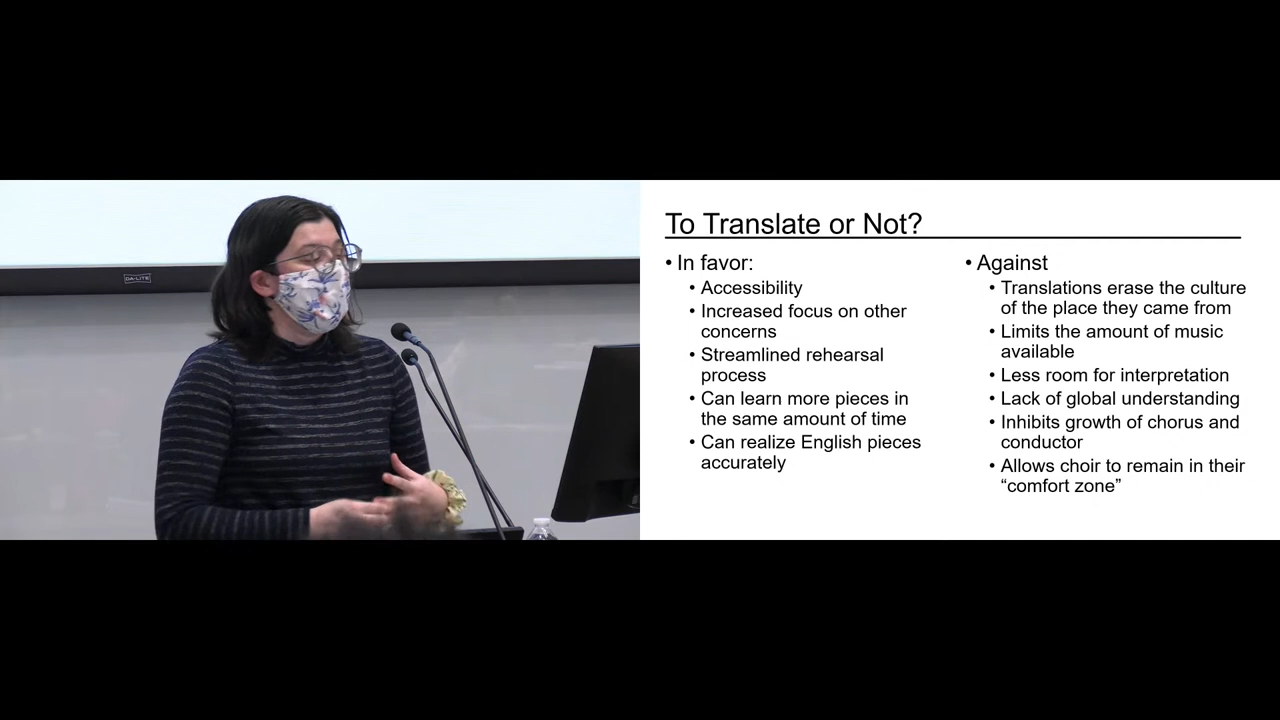 DA-LITE
To Translate or Not?
• In favor:
• Accessibility
• Increased focus on other
concerns
• Streamlined rehearsal
process
• Can learn more pieces in
the same amount of time
• Can realize English pieces
accurately
• Against
• Translations erase the culture
of the place they came from
• Limits the amount of music
available
• Less room for interpretation
• Lack of global understanding
• Inhibits growth of chorus and
conductor
• Allows choir to remain in their
“comfort zone”